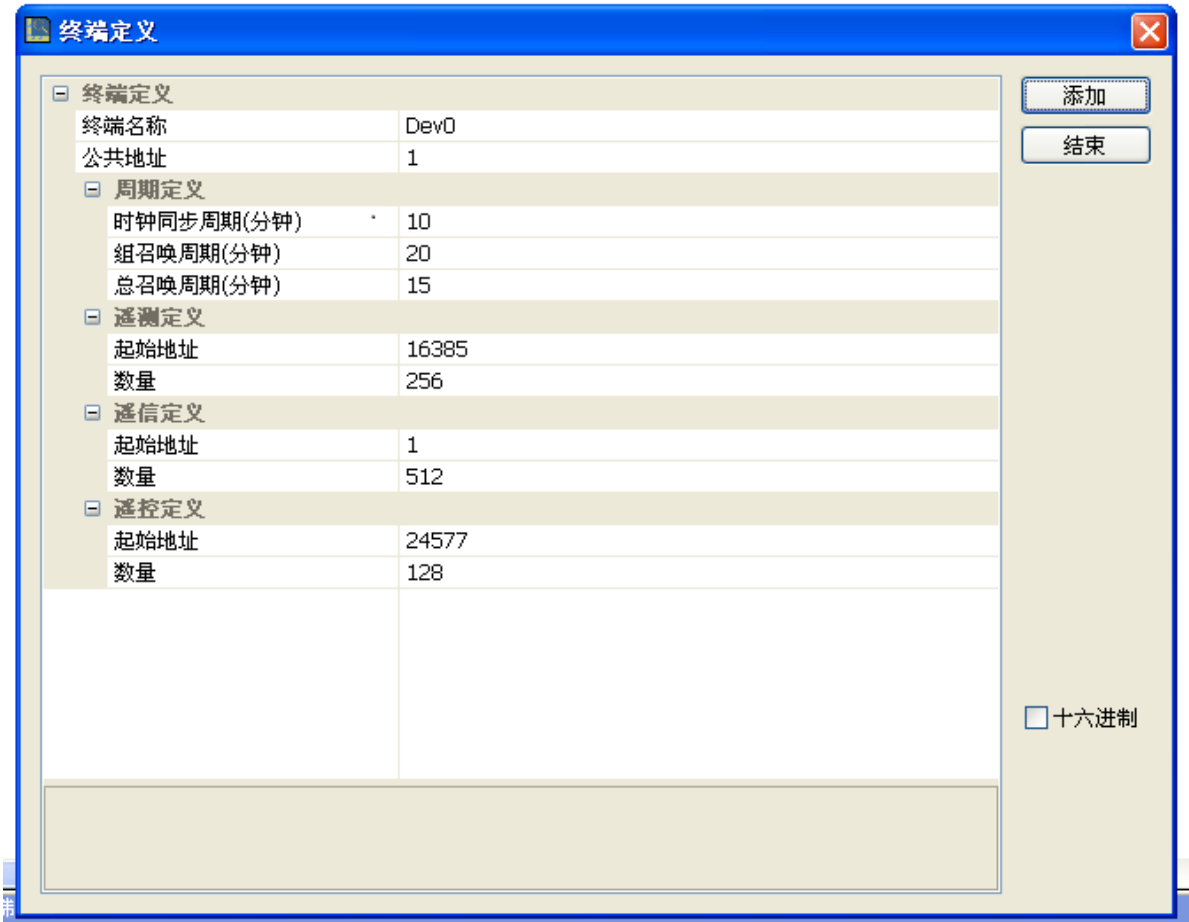 终端定义
终端定义
添加
终端名称 Dev0
公共地址 1
结束
周期定义
时钟同步周期(分钟) 10
组召唤周期(分钟) 20
总召唤周期(分钟) 15
遥测定义
起始地址 16385
数量 256
遥信定义
起始地址 1
数量 512
遥控定义
起始地址 24577
数量 128
十六进制